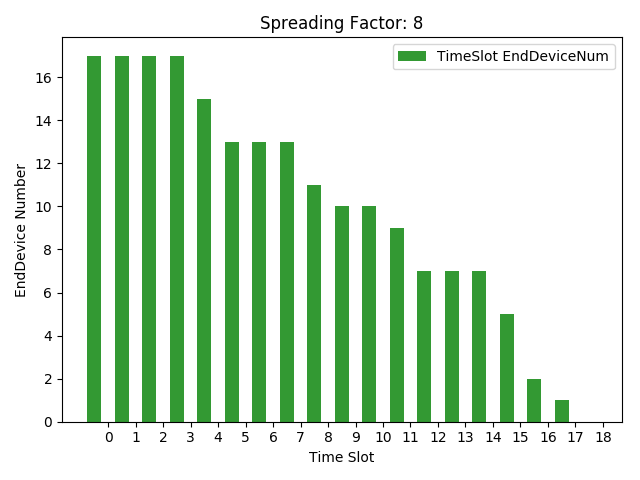 Spreading Factor: 8
TimeSlot EndDeviceNum
EndDevice Number
16
14
12
10
8
6
4
2
0
0 1 2 3 4 5 6 7 8 9 10 11 12 13 14 15 16 17 18
Time Slot